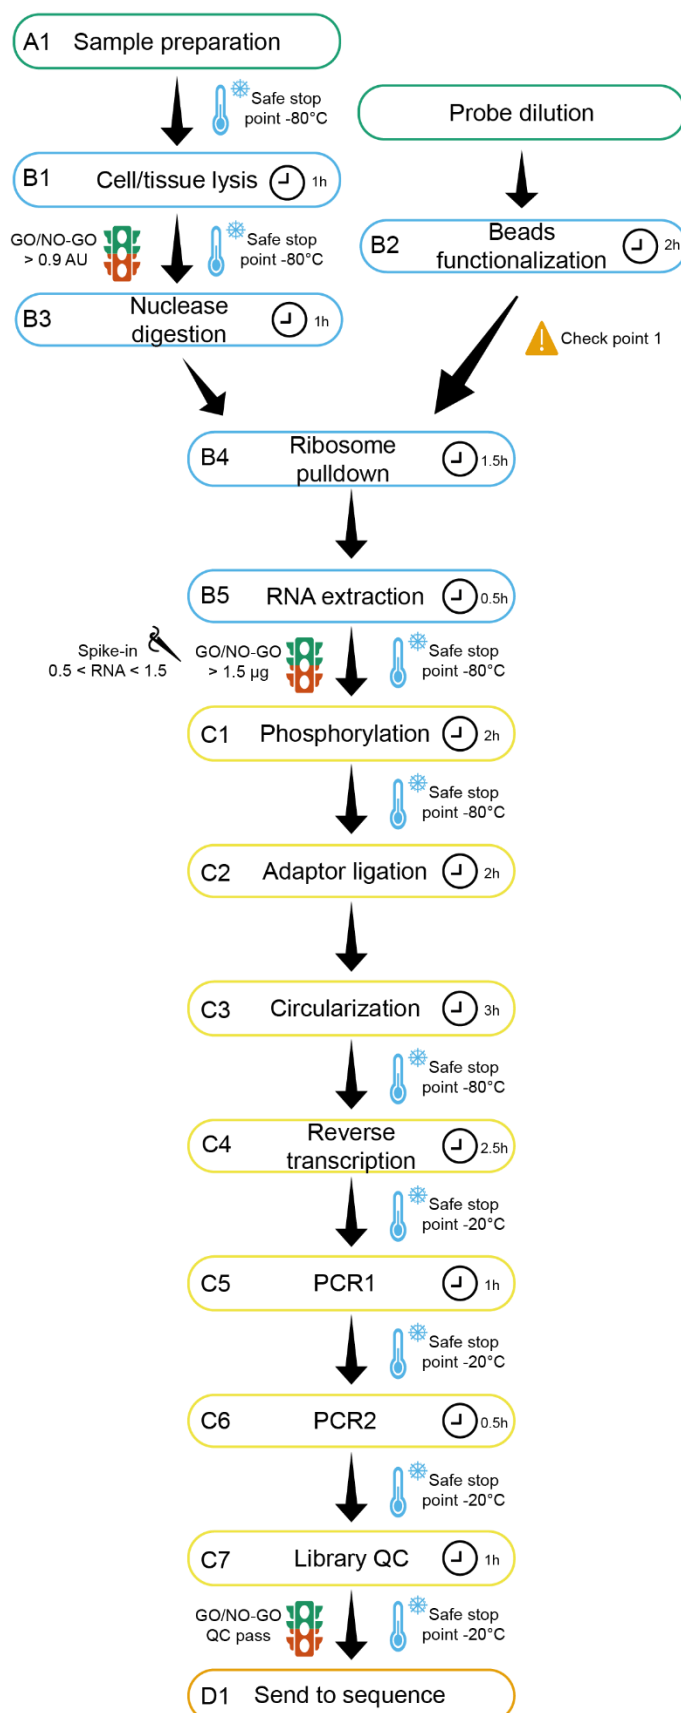 A1 Sample preparation
Safe stop
point -80°C
Probe dilution
B1 Cell/tissue lysis 1h
GO/NO-GO
> 0.9 AU
Safe stop
point -80°C
B2 Beads
functionalization 2h
B3 Nuclease
digestion 1h
Check point 1
B4 Ribosome
pulldown 1.5h
B5 RNA extraction 0.5h
Spike-in
0.5 < RNA < 1.5
GO/NO-GO
> 1.5 µg
Safe stop
point -80°C
C1 Phosphorylation 2h
Safe stop
point -80°C
C2 Adaptor ligation 2h
C3 Circularization 3h
Safe stop
point -80°C
C4 Reverse
transcription 2.5h
Safe stop
point -20°C
C5 PCR1 1h
Safe stop
point -20°C
C6 PCR2 0.5h
Safe stop
point -20°C
C7 Library QC 1h
GO/NO-GO
QC pass
Safe stop
point -20°C
D1 Send to sequence